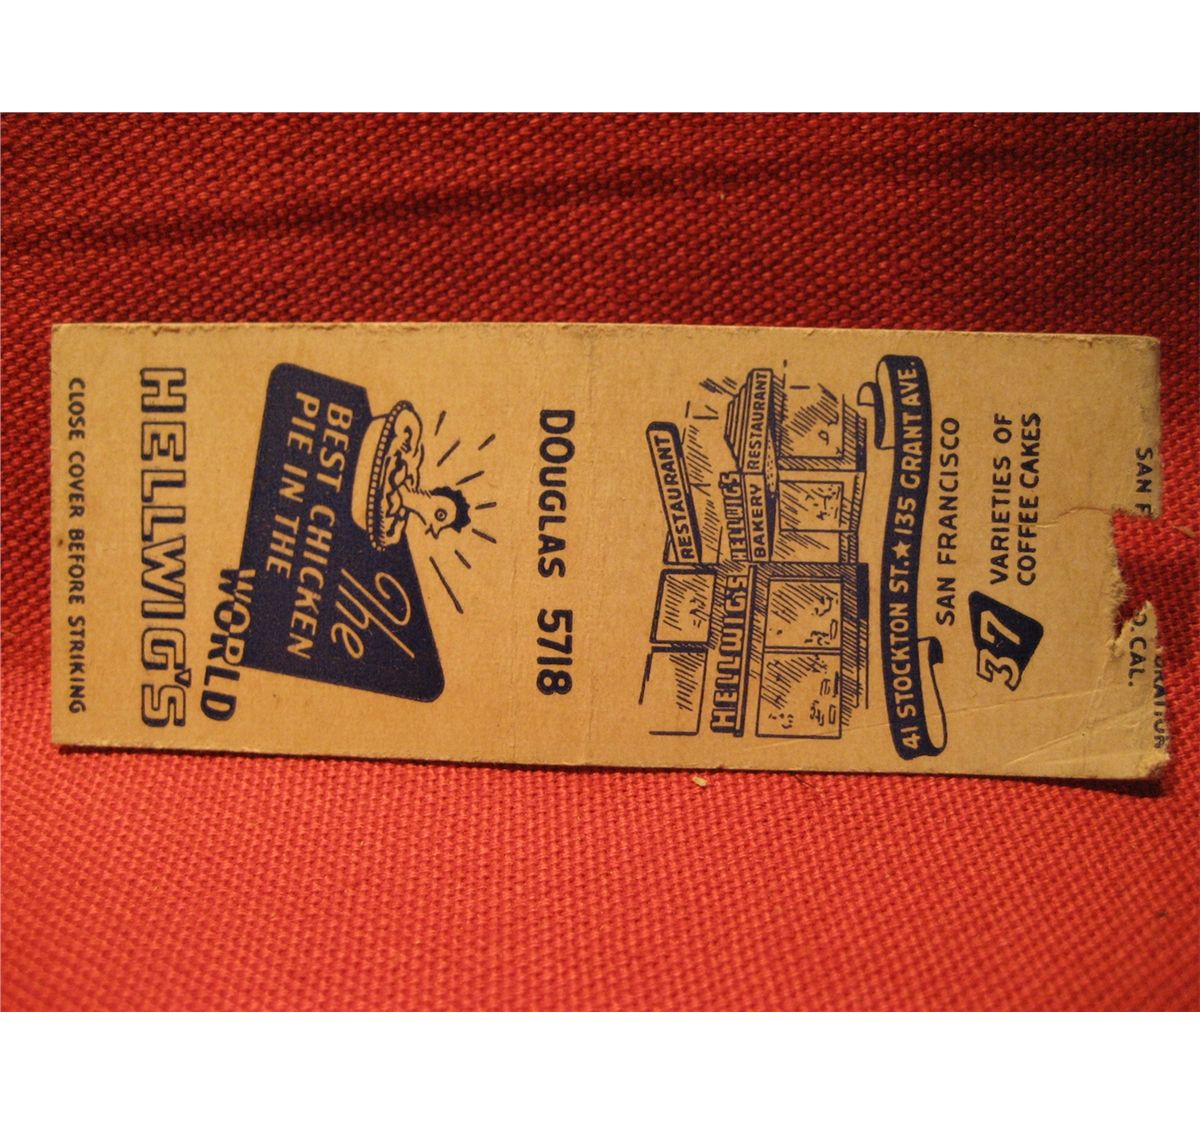 CLOSE COVER BEFORE STRIKING
HELLWIG'S
The
BEST CHICKEN
PIE IN THE
WORLD
DOUGLAS 5718
RESTAURANT
RESTAURANT
BAKERY
HELLWIG'S
HELLWIG'S
41 STOCKTON ST. ★ 135 GRANT AVE.
SAN FRANCISCO
37
VARIETIES OF
COFFEE CAKES
SAN
CAL.